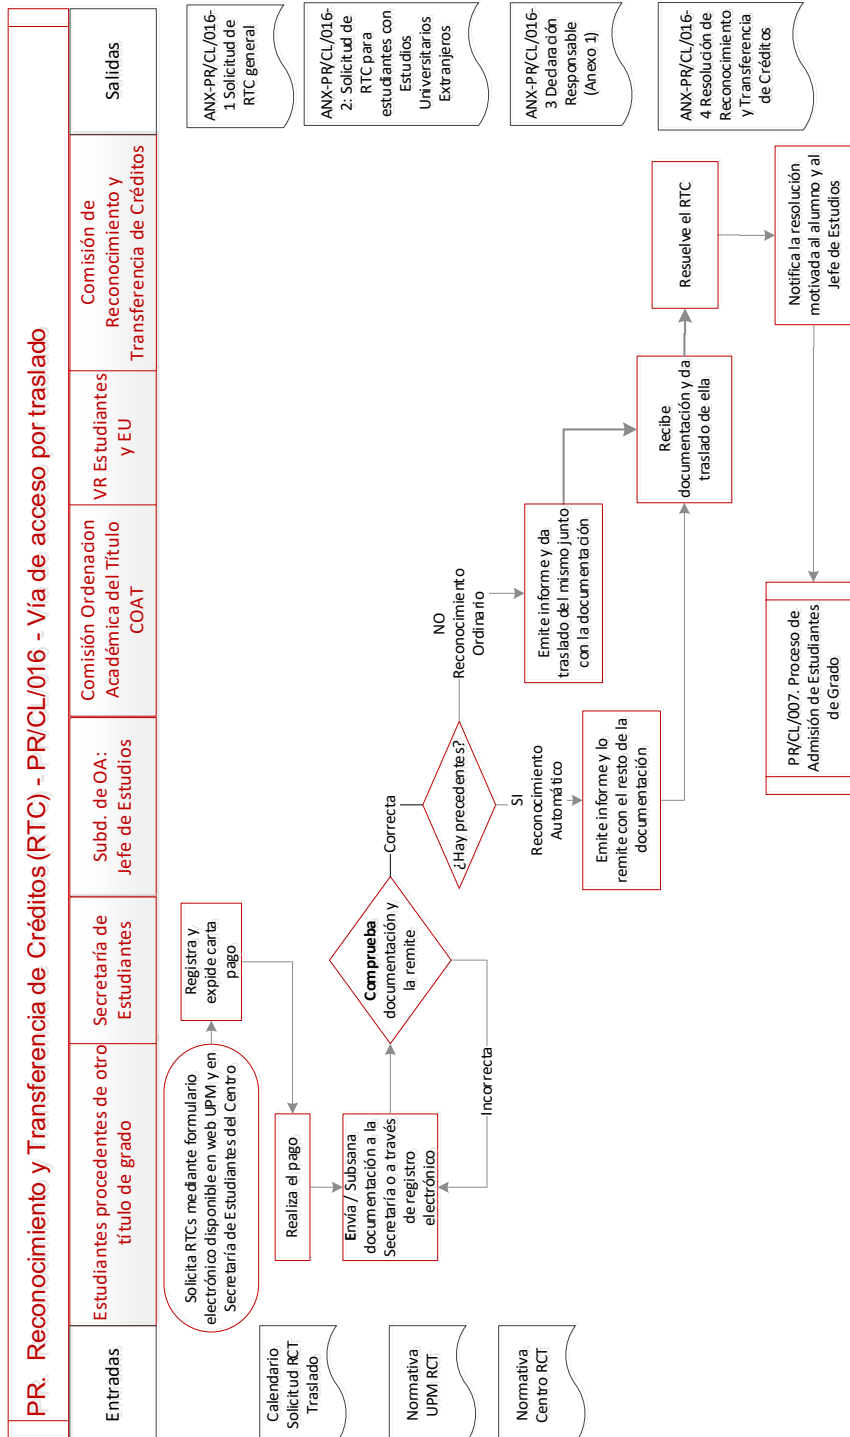 PR. Reconocimiento y Transferencia de Créditos (RTC) - PR/CL/016 - Vía de acceso por traslado
Entradas
Estudiantes procedentes de otro
título de grado
Secretaría de
Estudiantes
Subd. de OA:
Jefe de Estudios
Comisión Ordenacion
Académica del Título
COAT
VR Estudiantes
y EU
Comisión de
Reconocimiento y
Transferencia de Créditos
Salidas
Calendario
Solicitud RCT
Traslado
Normativa
UPM RCT
Normativa
Centro RCT
Solicita RTCs mediante formulario
electrónico disponible en web UPM y en
Secretaría de Estudiantes del Centro
Registra y
expide carta
pago
Realiza el pago
Envía / Subsana
documentación a la
Secretaría o a través
de registro
electrónico
Comprueba
documentación y
la remite
Incorrecta
Correcta
¿Hay precedentes?
NO
Reconocimiento
Ordinario
SI
Reconocimiento
Automático
Emite informe y da
traslado del mismo junto
con la documentación
Emite informe y lo
remite con el resto de la
documentación
Recibe
documentación y da
traslado de ella
Resuelve el RTC
Notifica la resolución
motivada al alumno y al
Jefe de Estudios
PR/CL/007. Proceso de
Admisión de Estudiantes
de Grado
ANX-PR/CL/016-
1 Solicitud de
RTC general
ANX-PR/CL/016-
2: Solicitud de
RTC para
estudiantes con
Estudios
Universitarios
Extranjeros
ANX-PR/CL/016-
3 Declaración
Responsable
(Anexo 1)
ANX-PR/CL/016-
4 Resolución de
Reconocimiento
y Transferencia
de Créditos